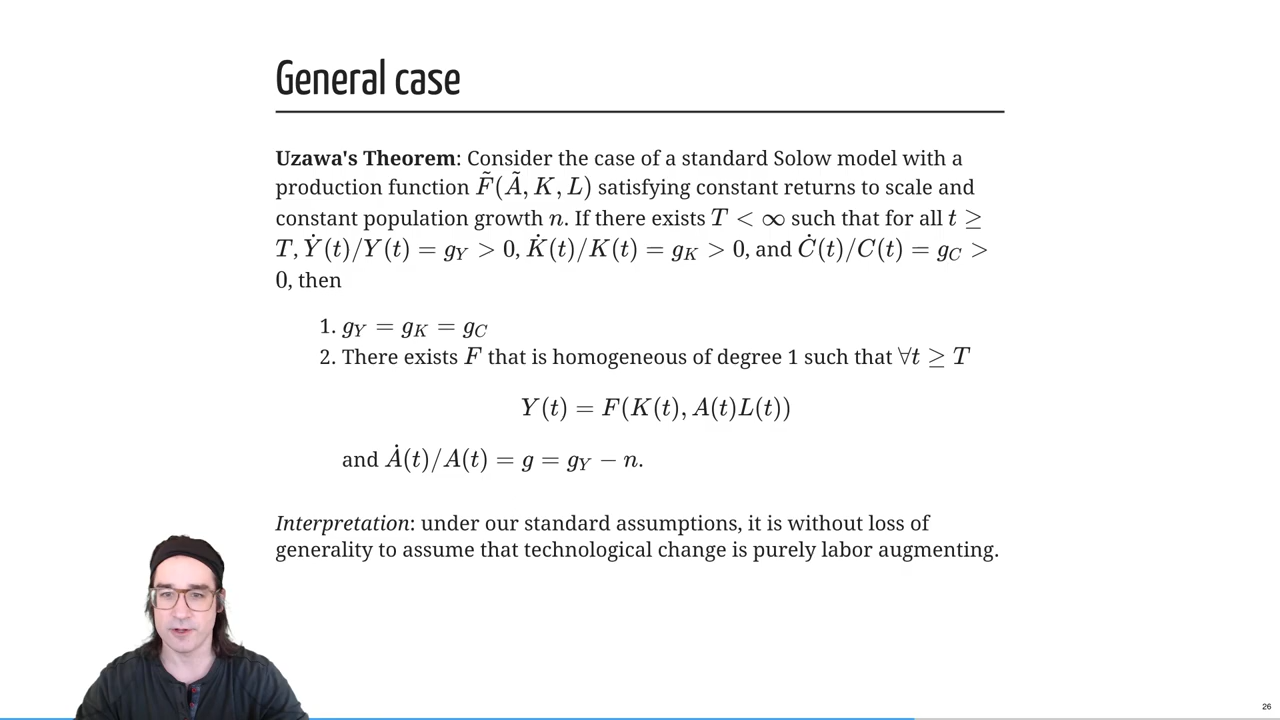 General case
Uzawa's Theorem: Consider the case of a standard Solow model with a
production function F̃(Ã, K, L) satisfying constant returns to scale and
constant population growth n. If there exists T < ∞ such that for all t ≥
T, Ẏ(t)/Y(t) = g_Y > 0, K̇(t)/K(t) = g_K > 0, and Ċ(t)/C(t) = g_C >
0, then
1. g_Y = g_K = g_C
2. There exists F that is homogeneous of degree 1 such that ∀t ≥ T
Y(t) = F(K(t), A(t)L(t))
and Ȧ(t)/A(t) = g = g_Y − n.
Interpretation: under our standard assumptions, it is without loss of
generality to assume that technological change is purely labor augmenting.
26